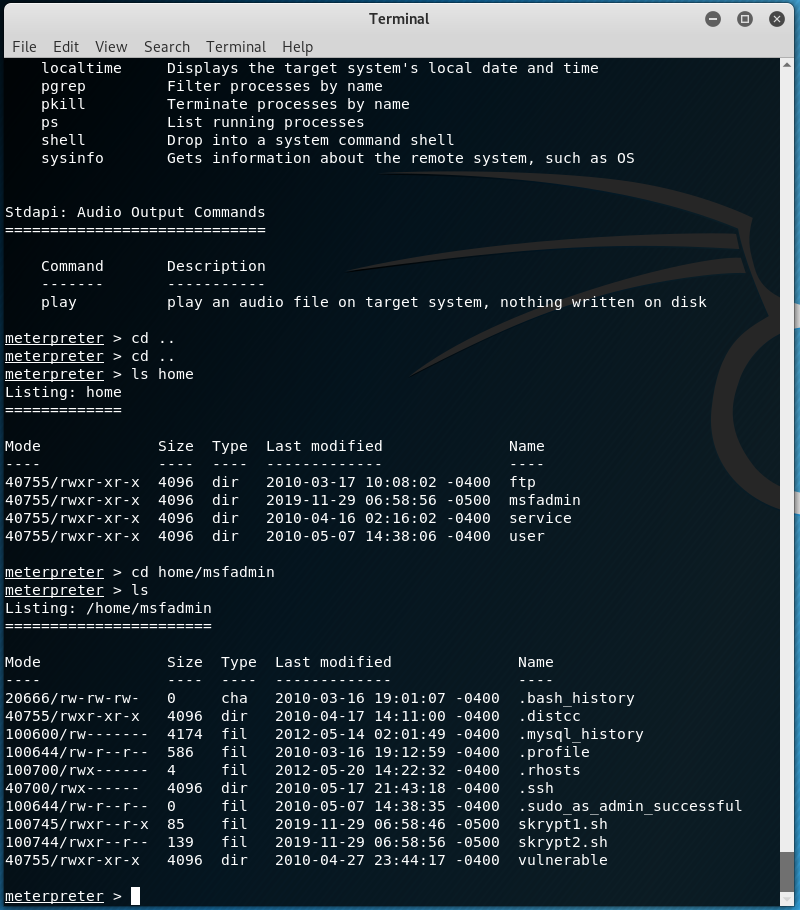 Terminal
File Edit View Search Terminal Help
    localtime     Displays the target system's local date and time
    pgrep         Filter processes by name
    pkill         Terminate processes by name
    ps            List running processes
    shell         Drop into a system command shell
    sysinfo       Gets information about the remote system, such as OS
Stdapi: Audio Output Commands
=============================
    Command       Description
    -------       -----------
    play          play an audio file on target system, nothing written on disk
meterpreter > cd ..
meterpreter > cd ..
meterpreter > ls home
Listing: home
=============
Mode             Size  Type  Last modified              Name
----             ----  ----  -------------              ----
40755/rwxr-xr-x  4096  dir   2010-03-17 10:08:02 -0400  ftp
40755/rwxr-xr-x  4096  dir   2019-11-29 06:58:56 -0500  msfadmin
40755/rwxr-xr-x  4096  dir   2010-04-16 02:16:02 -0400  service
40755/rwxr-xr-x  4096  dir   2010-05-07 14:38:06 -0400  user
meterpreter > cd home/msfadmin
meterpreter > ls
Listing: /home/msfadmin
=======================
Mode              Size  Type  Last modified              Name
----              ----  ----  -------------              ----
20666/rw-rw-rw-   0     cha   2010-03-16 19:01:07 -0400  .bash_history
40755/rwxr-xr-x   4096  dir   2010-04-17 14:11:00 -0400  .distcc
100600/rw-------  4174  fil   2012-05-14 02:01:49 -0400  .mysql_history
100644/rw-r--r--  586   fil   2010-03-16 19:12:59 -0400  .profile
100700/rwx------  4     fil   2012-05-20 14:22:32 -0400  .rhosts
40700/rwx------   4096  dir   2010-05-17 21:43:18 -0400  .ssh
100644/rw-r--r--  0     fil   2010-05-07 14:38:35 -0400  .sudo_as_admin_successful
100745/rwxr--r-x  85    fil   2019-11-29 06:58:46 -0500  skrypt1.sh
100744/rwxr--r--  139   fil   2019-11-29 06:58:56 -0500  skrypt2.sh
40755/rwxr-xr-x   4096  dir   2010-04-27 23:44:17 -0400  vulnerable
meterpreter >